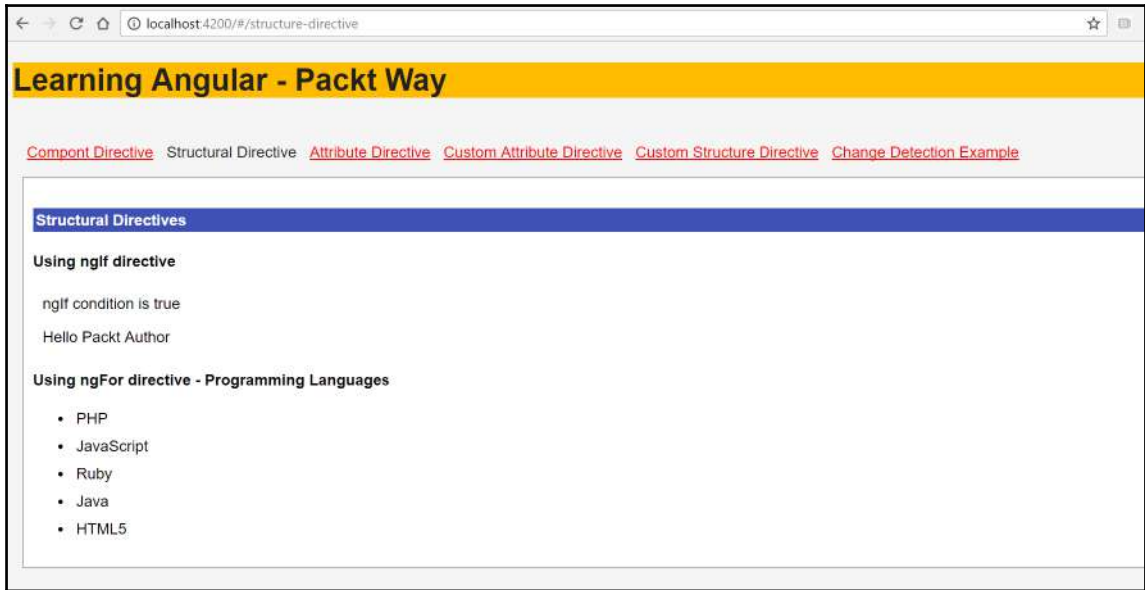 localhost:4200/#/structure-directive
Learning Angular - Packt Way
Compont Directive Structural Directive Attribute Directive Custom Attribute Directive Custom Structure Directive Change Detection Example
Structural Directives
Using ngIf directive
ngIf condition is true
Hello Packt Author
Using ngFor directive - Programming Languages
• PHP
• JavaScript
• Ruby
• Java
• HTML5